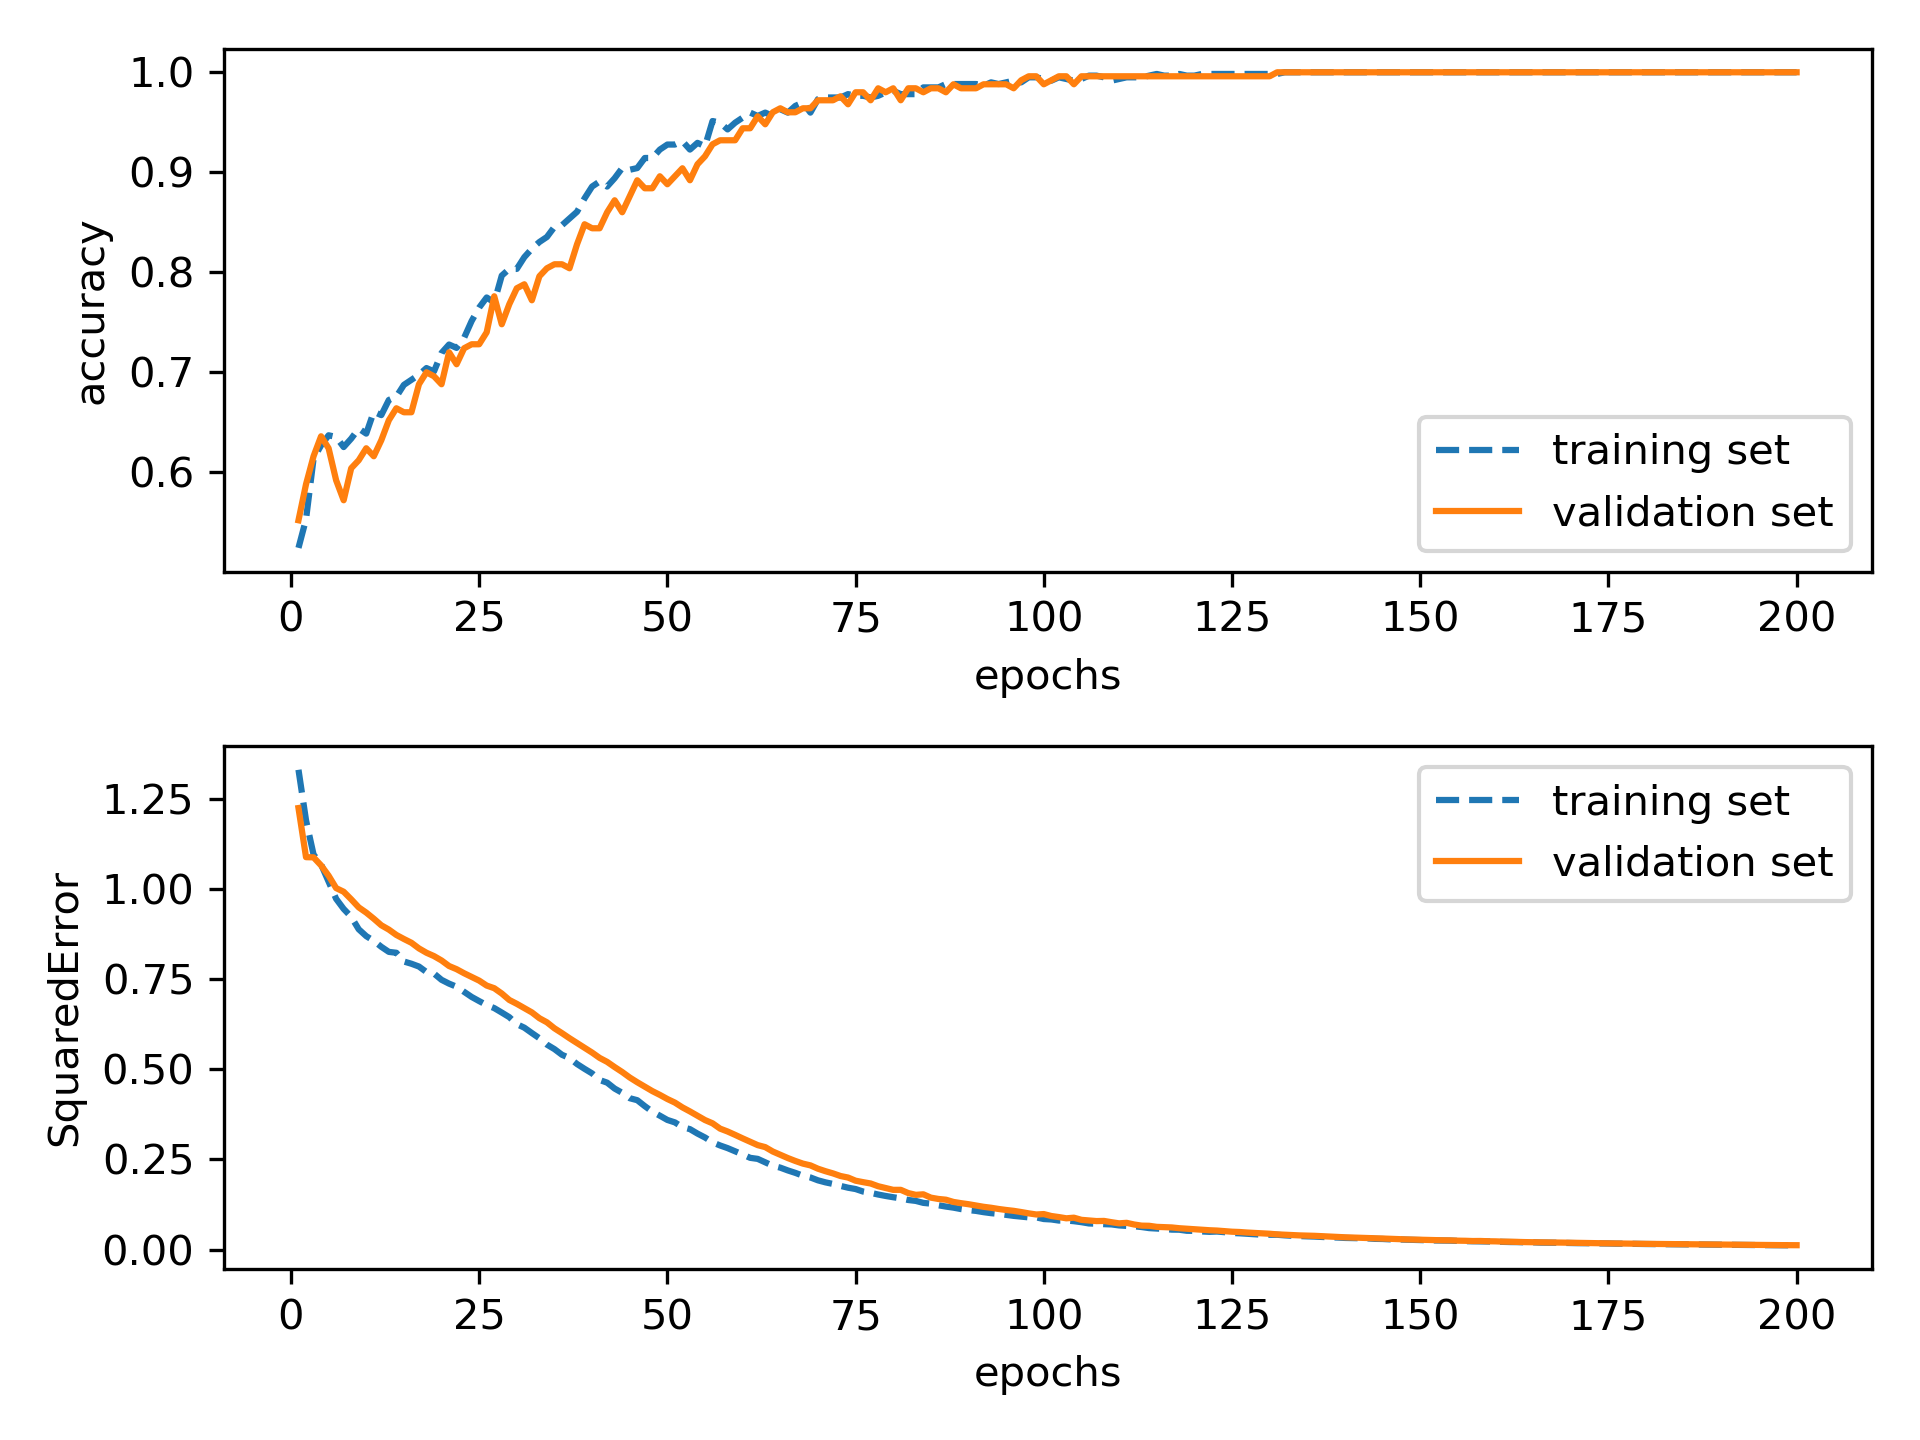 accuracy
1.0
0.9
0.8
0.7
0.6
training set
validation set
0 25 50 75 100 125 150 175 200
epochs
SquaredError
1.25
1.00
0.75
0.50
0.25
0.00
training set
validation set
0 25 50 75 100 125 150 175 200
epochs